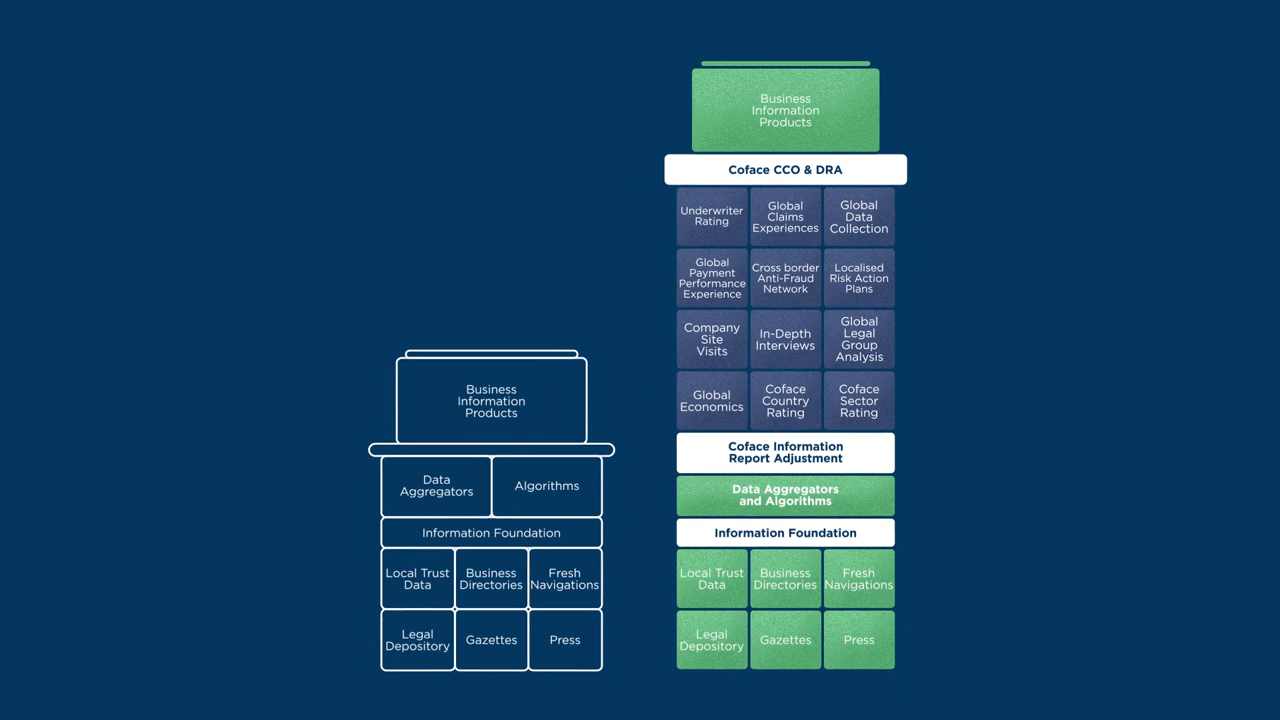 Business
Information
Products
Data
Aggregators
Algorithms
Information Foundation
Local Trust
Data
Business
Directories
Fresh
Navigations
Legal
Depository
Gazettes
Press
Business
Information
Products
Coface CCO & DRA
Underwriter
Rating
Global
Claims
Experiences
Global
Data
Collection
Global
Payment
Performance
Experience
Cross border
Anti-Fraud
Network
Localised
Risk Action
Plans
Company
Site
Visits
In-Depth
Interviews
Global
Legal
Group
Analysis
Global
Economics
Coface
Country
Rating
Coface
Sector
Rating
Coface Information
Report Adjustment
Data Aggregators
and Algorithms
Information Foundation
Local Trust
Data
Business
Directories
Fresh
Navigations
Legal
Depository
Gazettes
Press